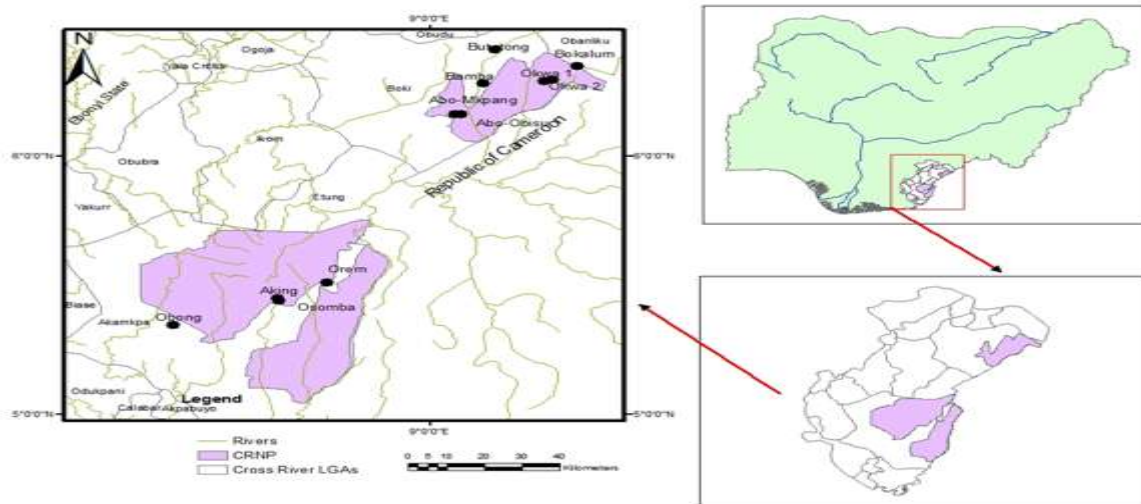 9°0'0"E
N
Obudu
Ogoja
Butatong
Obanliku
Bokalum
Yala Cross
Bamba
Okwa 1
Okwa 2
Boki
Ebonyi State
Abo-Mkpang
Abo-Obisu
Ikom
Republic of Cameroon
6°0'0"N
6°0'0"N
Obubra
Etung
Yakurr
Orem
Aking
Osomba
Biase
Akamkpa
Obong
Odukpani
Legend
Calabar
Akpabuyo
5°0'0"N
5°0'0"N
9°0'0"E
Rivers
CRNP
Cross River LGAs
0 5 10 20 30 40
Kilometers